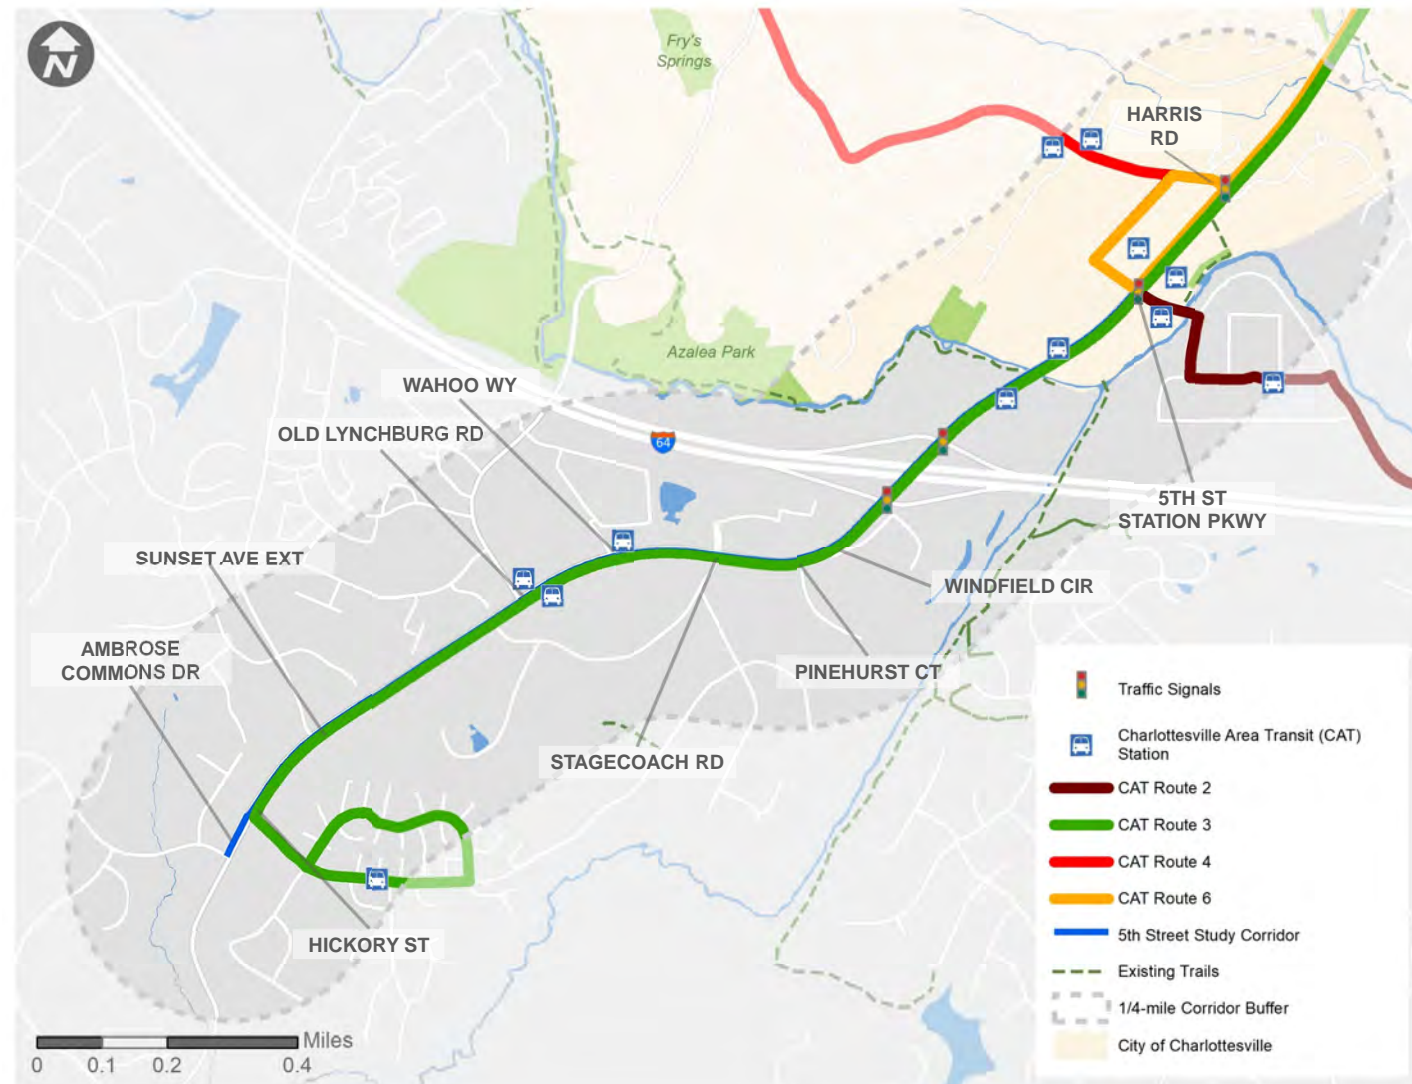 N
Fry's
Springs
HARRIS
RD
Azalea Park
WAHOO WY
OLD LYNCHBURG RD
64
5TH ST
STATION PKWY
SUNSET AVE EXT
WINDFIELD CIR
AMBROSE
COMMONS DR
PINEHURST CT
STAGECOACH RD
HICKORY ST
Traffic Signals
Charlottesville Area Transit (CAT)
Station
CAT Route 2
CAT Route 3
CAT Route 4
CAT Route 6
5th Street Study Corridor
Existing Trails
1/4-mile Corridor Buffer
City of Charlottesville
Miles
0 0.1 0.2 0.4